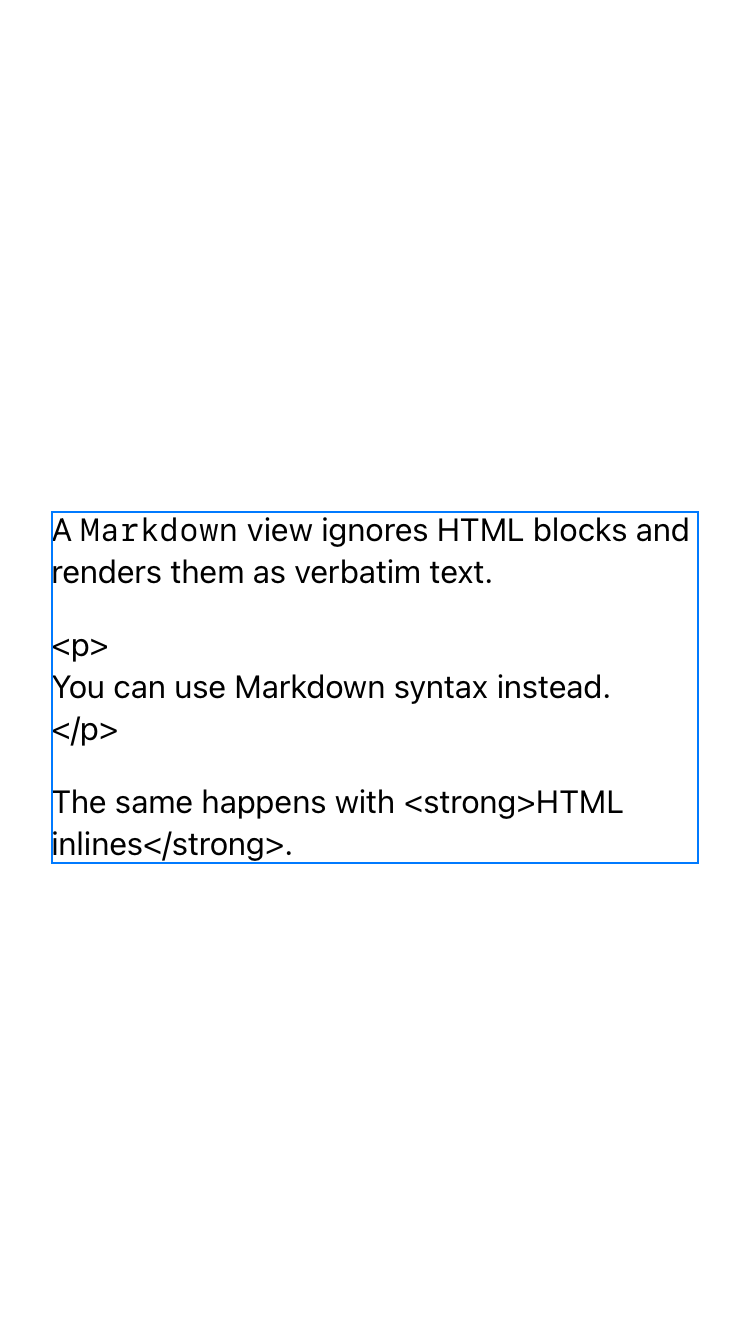 A Markdown view ignores HTML blocks and
renders them as verbatim text.
<p>
You can use Markdown syntax instead.
</p>
The same happens with <strong>HTML
inlines</strong>.